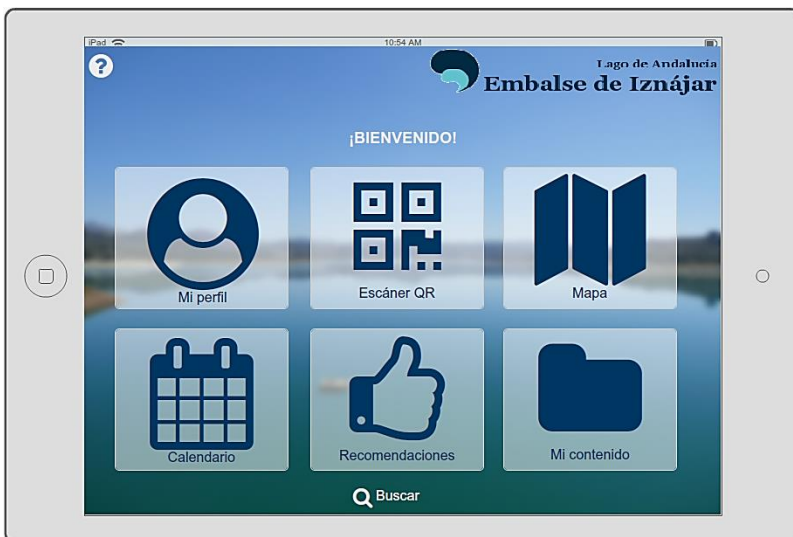 iPad
10:54 AM
?
Lago de Andalucía
Embalse de Iznájar
¡BIENVENIDO!
Mi perfil
Escáner QR
Mapa
Calendario
Recomendaciones
Mi contenido
Buscar